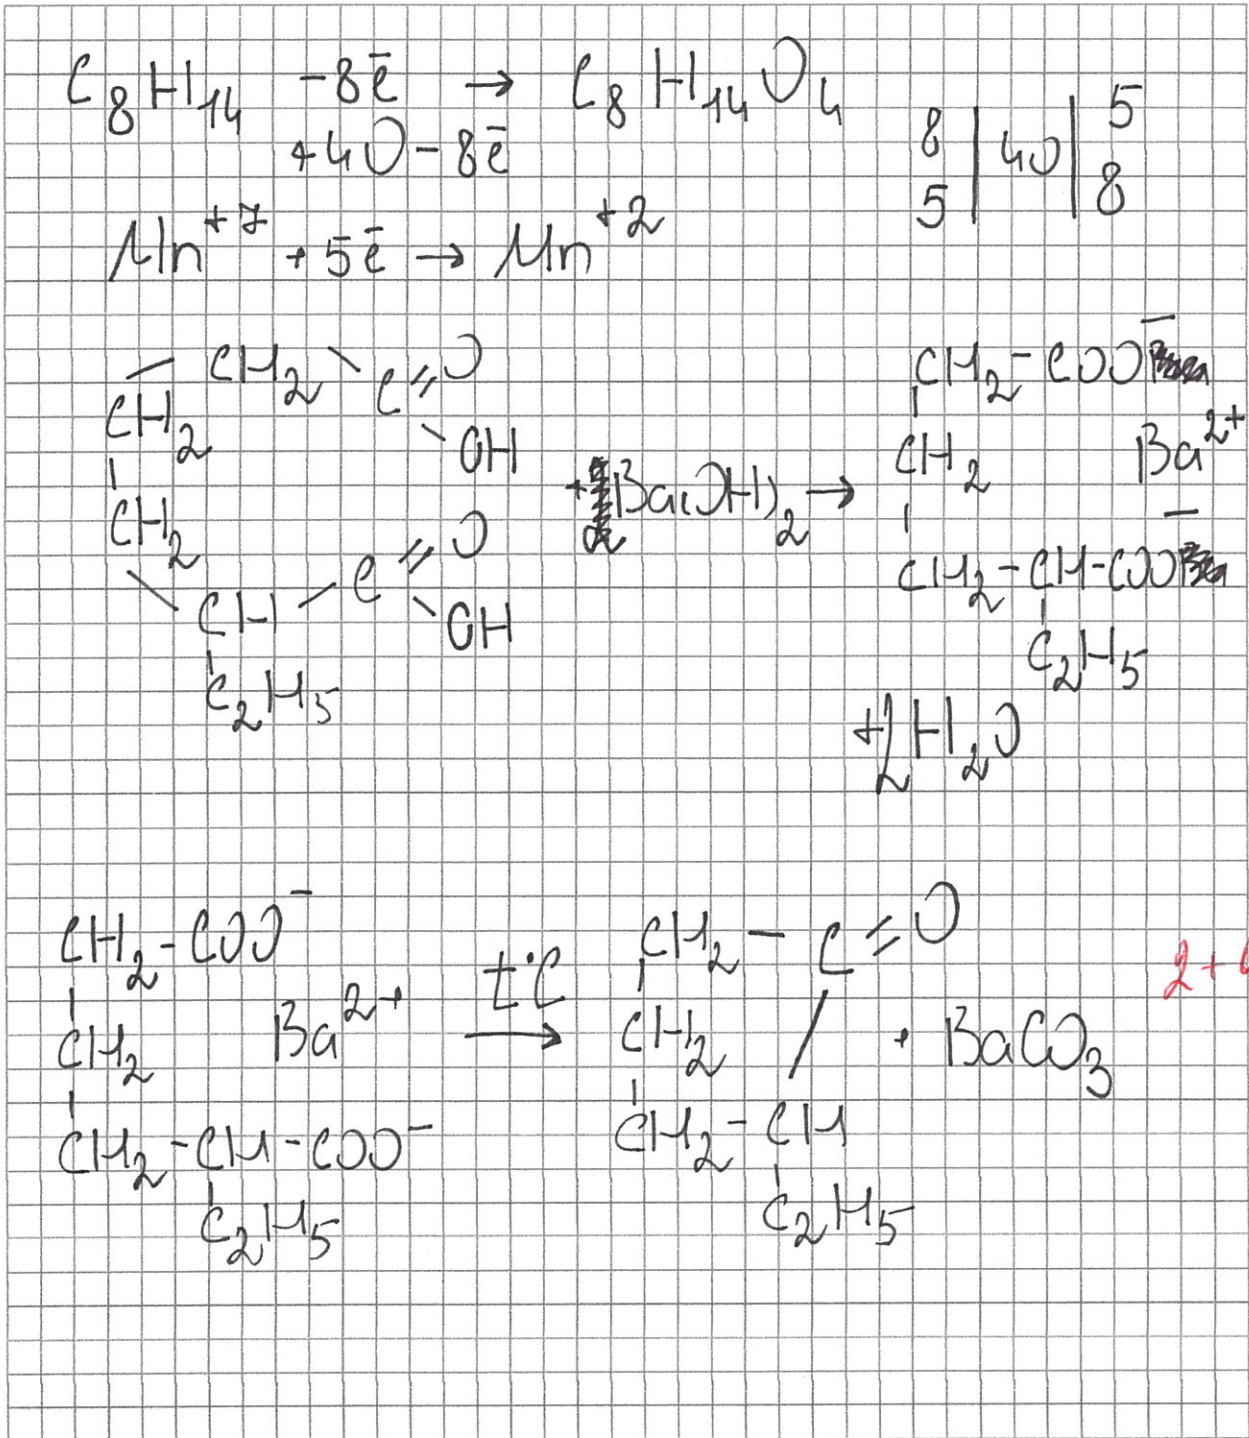 C₈H₁₄ -8ē → C₈H₁₄O₄
+4O-8ē
8 | 40 | 5
5 | | 8
Mn⁺⁷ +5ē → Mn⁺²
CH₂ C=O
CH₂ OH
CH₂ C=O
CH OH
C₂H₅
+ Ba(OH)₂ →
CH₂-COO⁻
CH₂ Ba²⁺
CH₂-CH-COO⁻
C₂H₅
+2H₂O
CH₂-COO⁻
CH₂ Ba²⁺
CH₂-CH-COO⁻
C₂H₅
t°C →
CH₂-C=O
CH₂
CH₂-CH
C₂H₅
+ BaCO₃
2+